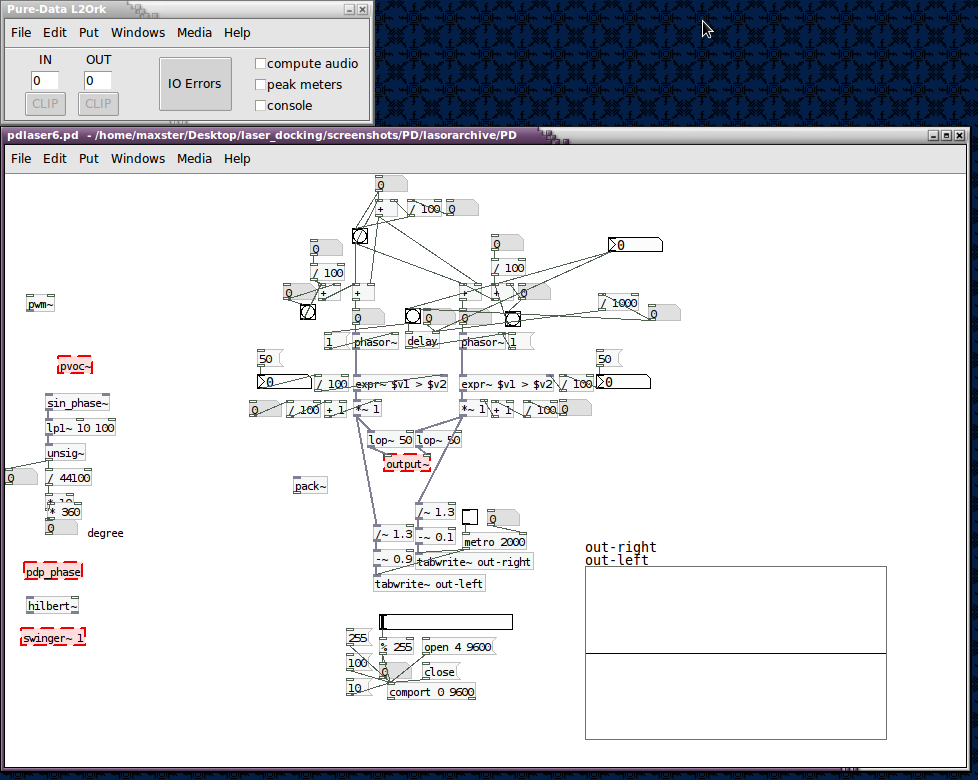 Pure-Data L2Ork
File Edit Put Windows Media Help
IN OUT
0 0
CLIP CLIP
IO Errors
compute audio
peak meters
console
pdlaser6.pd - /home/maxster/Desktop/laser_docking/screenshots/PD/lasorarchive/PD
File Edit Put Windows Media Help
0
+ / 100 0
0 0 0
/ 100 / 100
0 + + + + 0
/ 1000
0 0 0 0
1 phasor~ delay phasor~ 1
50 50
0 / 100 expr~ $v1 > $v2 expr~ $v1 > $v2 / 100 0
0 / 100 + 1 *~ 1 *~ 1 + 1 / 100 0
lop~ 50 lop~ 50
output~
pwm~
pvoc~
sin_phase~
lp1~ 10 100
unsig~
0 / 44100
* 360
0 degree
pdp_phase
hilbert~
swinger~ 1
pack~
/~ 1.3 0
/~ 1.3 -~ 0.1 metro 2000
-~ 0.9 tabwrite~ out-right
tabwrite~ out-left
out-right
out-left
255 % 255 open 4 9600
100 0 close
10 comport 0 9600